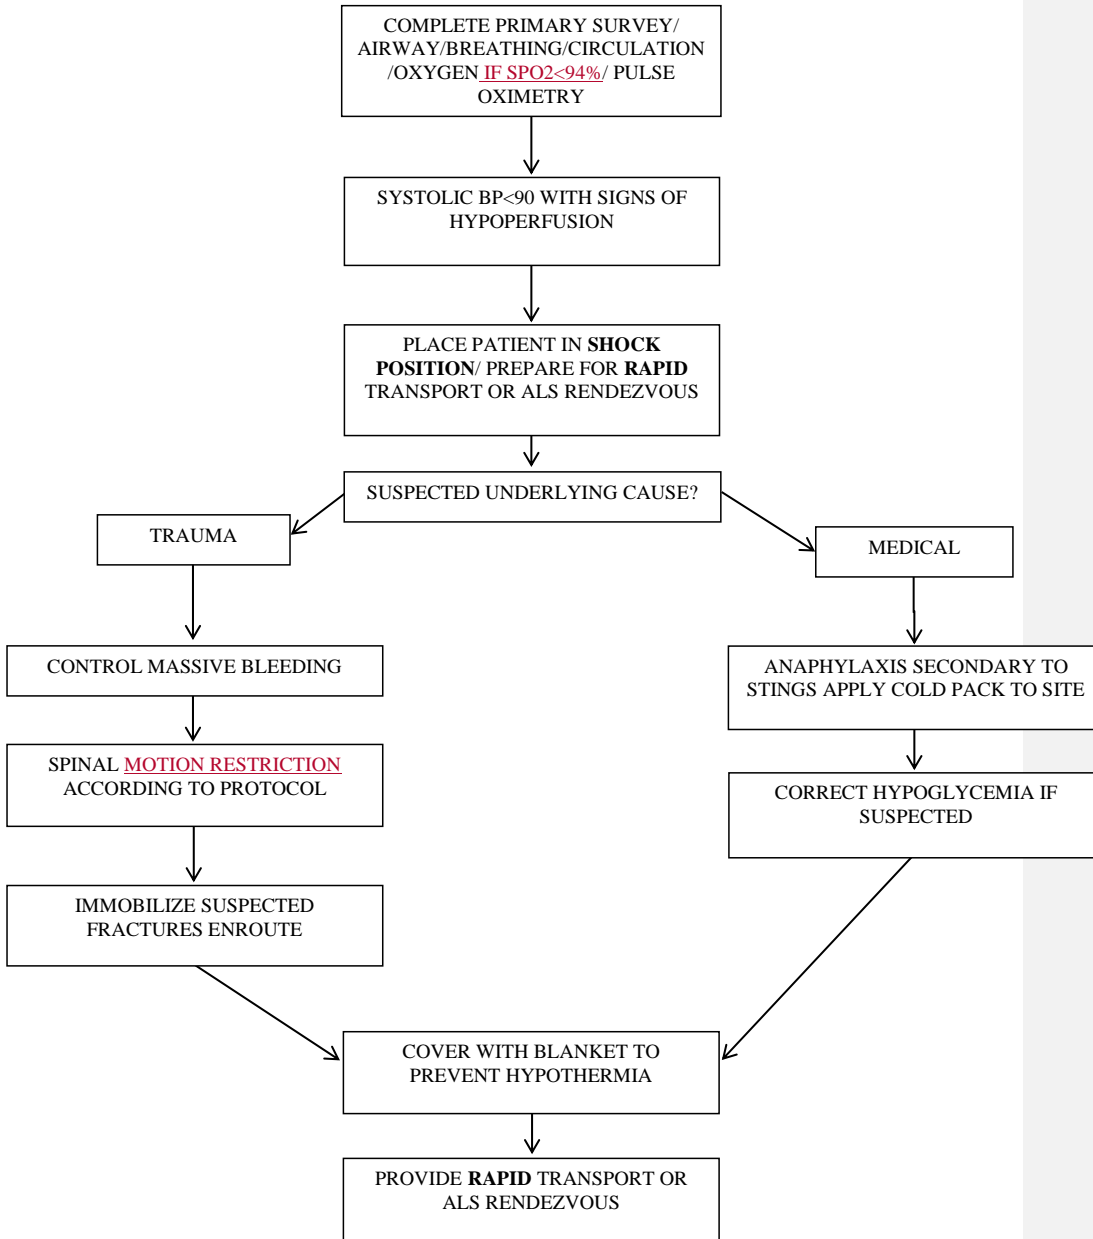 COMPLETE PRIMARY SURVEY/
AIRWAY/BREATHING/CIRCULATION
/OXYGEN IF SPO2<94%/ PULSE
OXIMETRY
SYSTOLIC BP<90 WITH SIGNS OF
HYPOPERFUSION
PLACE PATIENT IN SHOCK
POSITION/ PREPARE FOR RAPID
TRANSPORT OR ALS RENDEZVOUS
SUSPECTED UNDERLYING CAUSE?
TRAUMA
CONTROL MASSIVE BLEEDING
SPINAL MOTION RESTRICTION
ACCORDING TO PROTOCOL
IMMOBILIZE SUSPECTED
FRACTURES ENROUTE
MEDICAL
ANAPHYLAXIS SECONDARY TO
STINGS APPLY COLD PACK TO SITE
CORRECT HYPOGLYCEMIA IF
SUSPECTED
COVER WITH BLANKET TO
PREVENT HYPOTHERMIA
PROVIDE RAPID TRANSPORT OR
ALS RENDEZVOUS